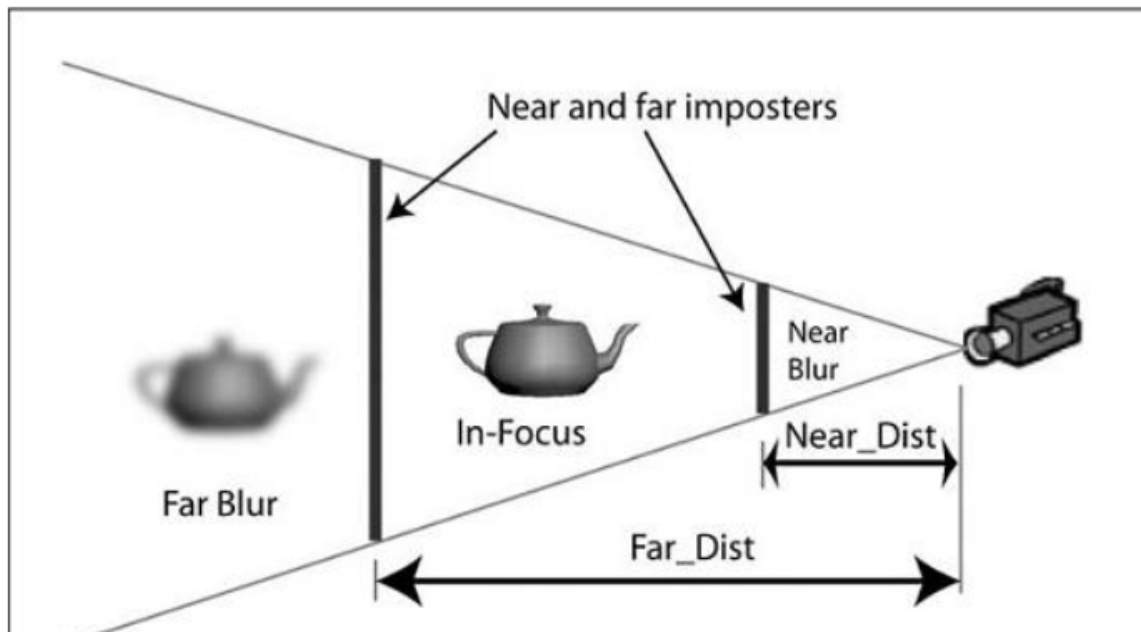 Near and far imposters
Near
Blur
In-Focus
Near_Dist
Far Blur
Far_Dist